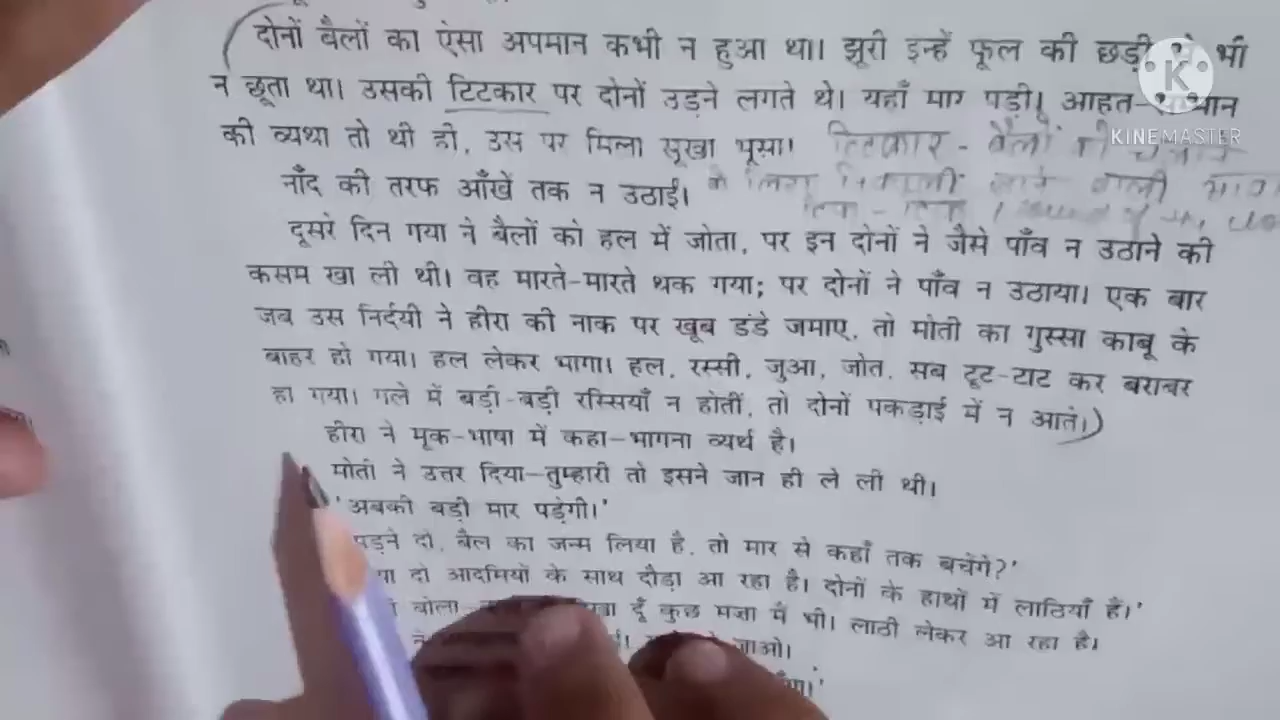 दोनों बैलों का ऐसा अपमान कभी न हुआ था। झूरी इन्हें फूल की छड़ी से भी
न छूता था। उसकी टिटकार पर दोनों उड़ने लगते थे। यहाँ मार पड़ी। आहत-
की व्यथा तो थी ही, उस पर मिला सूखा भूसा।
टिटकार - बैलों
नाँद की तरफ आँखें तक न उठाईं।
के लिए निकाली जाने वाली
दूसरे दिन गया ने बैलों को हल में जोता, पर इन दोनों ने जैसे पाँव न उठाने की
कसम खा ली थी। वह मारते-मारते थक गया; पर दोनों ने पाँव न उठाया। एक बार
जब उस निर्दयी ने हीरा की नाक पर खूब डंडे जमाए, तो मोती का गुस्सा काबू के
बाहर हो गया। हल लेकर भागा। हल, रस्सी, जुआ, जोत, सब टूट-टाट कर बराबर
हो गया। गले में बड़ी-बड़ी रस्सियाँ न होतीं, तो दोनों पकड़ाई में न आते।)
हीरा ने मूक-भाषा में कहा-भागना व्यर्थ है।
मोती ने उत्तर दिया-तुम्हारी तो इसने जान ही ले ली थी।
'अबकी बड़ी मार पड़ेगी।'
पड़ने दो, बैल का जन्म लिया है, तो मार से कहाँ तक बचेंगे?'
दो आदमियों के साथ दौड़ा आ रहा है। दोनों के हाथों में लाठियाँ हैं।'
बोला- दूँ कुछ मजा मैं भी। लाठी लेकर आ रहा है।
जाओ।
KINEMASTER